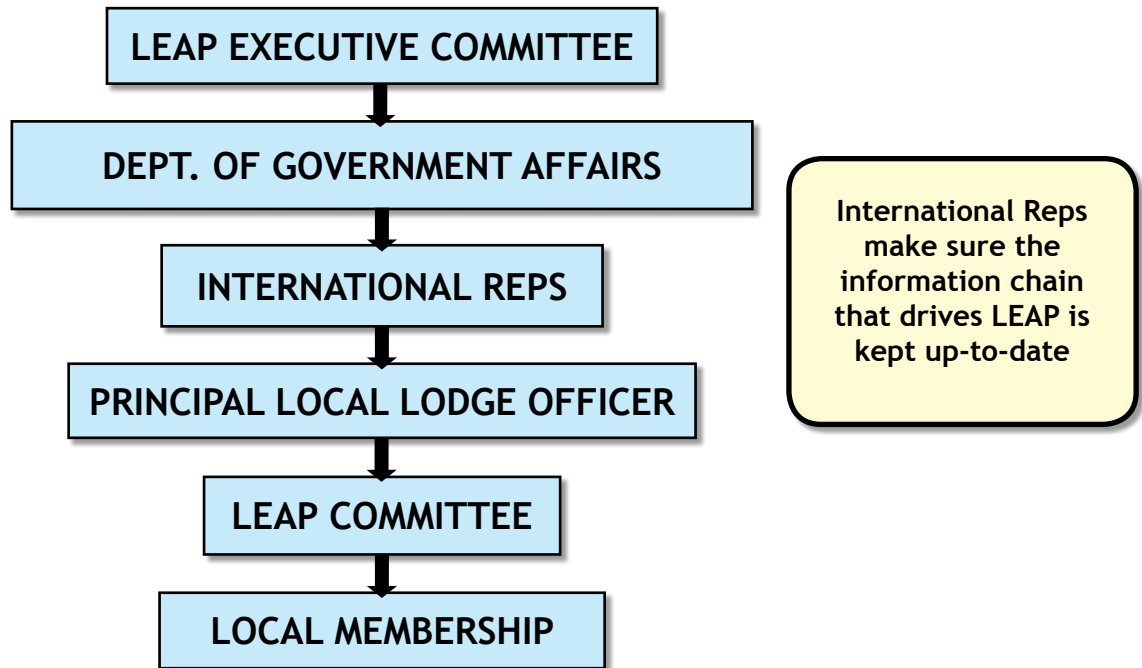 LEAP EXECUTIVE COMMITTEE
DEPT. OF GOVERNMENT AFFAIRS
INTERNATIONAL REPS
PRINCIPAL LOCAL LODGE OFFICER
LEAP COMMITTEE
LOCAL MEMBERSHIP
International Reps
make sure the
information chain
that drives LEAP is
kept up-to-date